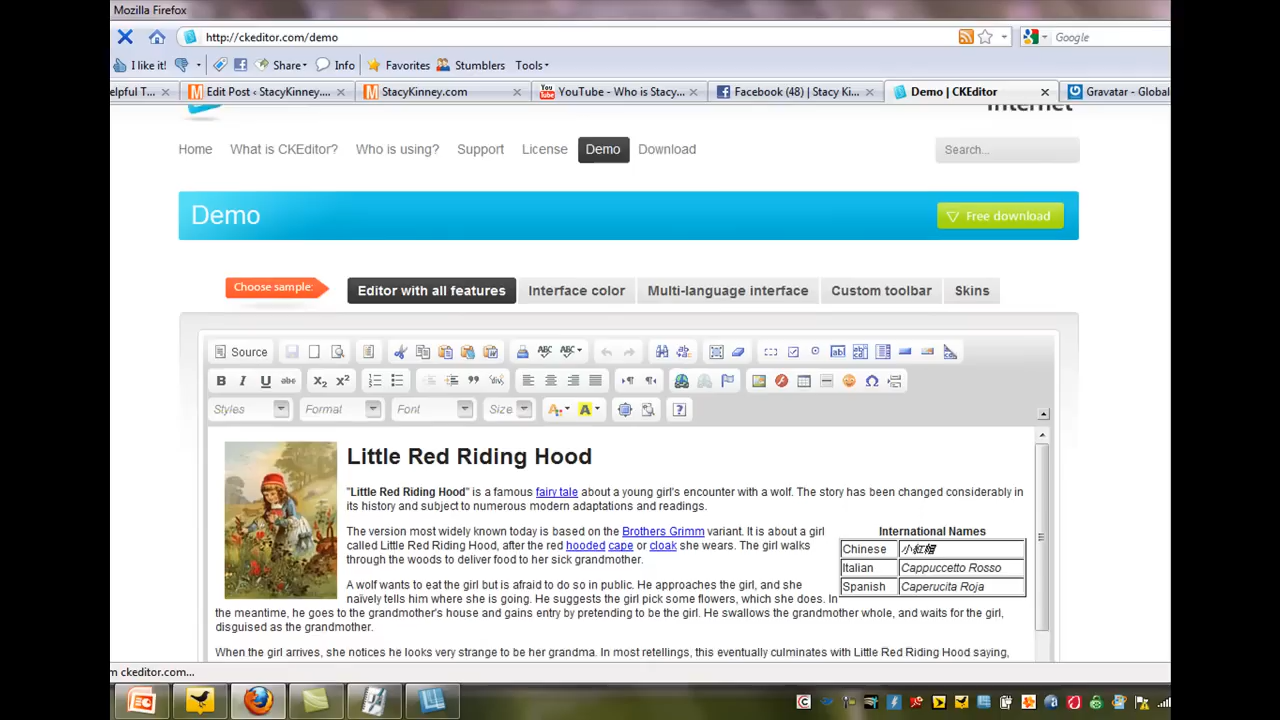 Mozilla Firefox
http://ckeditor.com/demo
Google
I like it!
Share
Info
Favorites
Stumblers
Tools
elpful T...
Edit Post ‹ StacyKinney....
StacyKinney.com
YouTube - Who is Stacy...
Facebook (48) | Stacy Ki...
Demo | CKEditor
Gravatar - Global
Internet
Home
What is CKEditor?
Who is using?
Support
License
Demo
Download
Search...
Demo
Free download
Choose sample:
Editor with all features
Interface color
Multi-language interface
Custom toolbar
Skins
Source
Styles
Format
Font
Size
Little Red Riding Hood
"Little Red Riding Hood" is a famous fairy tale about a young girl's encounter with a wolf. The story has been changed considerably in
its history and subject to numerous modern adaptations and readings.
The version most widely known today is based on the Brothers Grimm variant. It is about a girl
called Little Red Riding Hood, after the red hooded cape or cloak she wears. The girl walks
through the woods to deliver food to her sick grandmother.
International Names
Chinese 小紅帽
Italian Cappuccetto Rosso
Spanish Caperucita Roja
A wolf wants to eat the girl but is afraid to do so in public. He approaches the girl, and she
naïvely tells him where she is going. He suggests the girl pick some flowers, which she does. In
the meantime, he goes to the grandmother's house and gains entry by pretending to be the girl. He swallows the grandmother whole, and waits for the girl,
disguised as the grandmother.
When the girl arrives, she notices he looks very strange to be her grandma. In most retellings, this eventually culminates with Little Red Riding Hood saying,
m ckeditor.com...